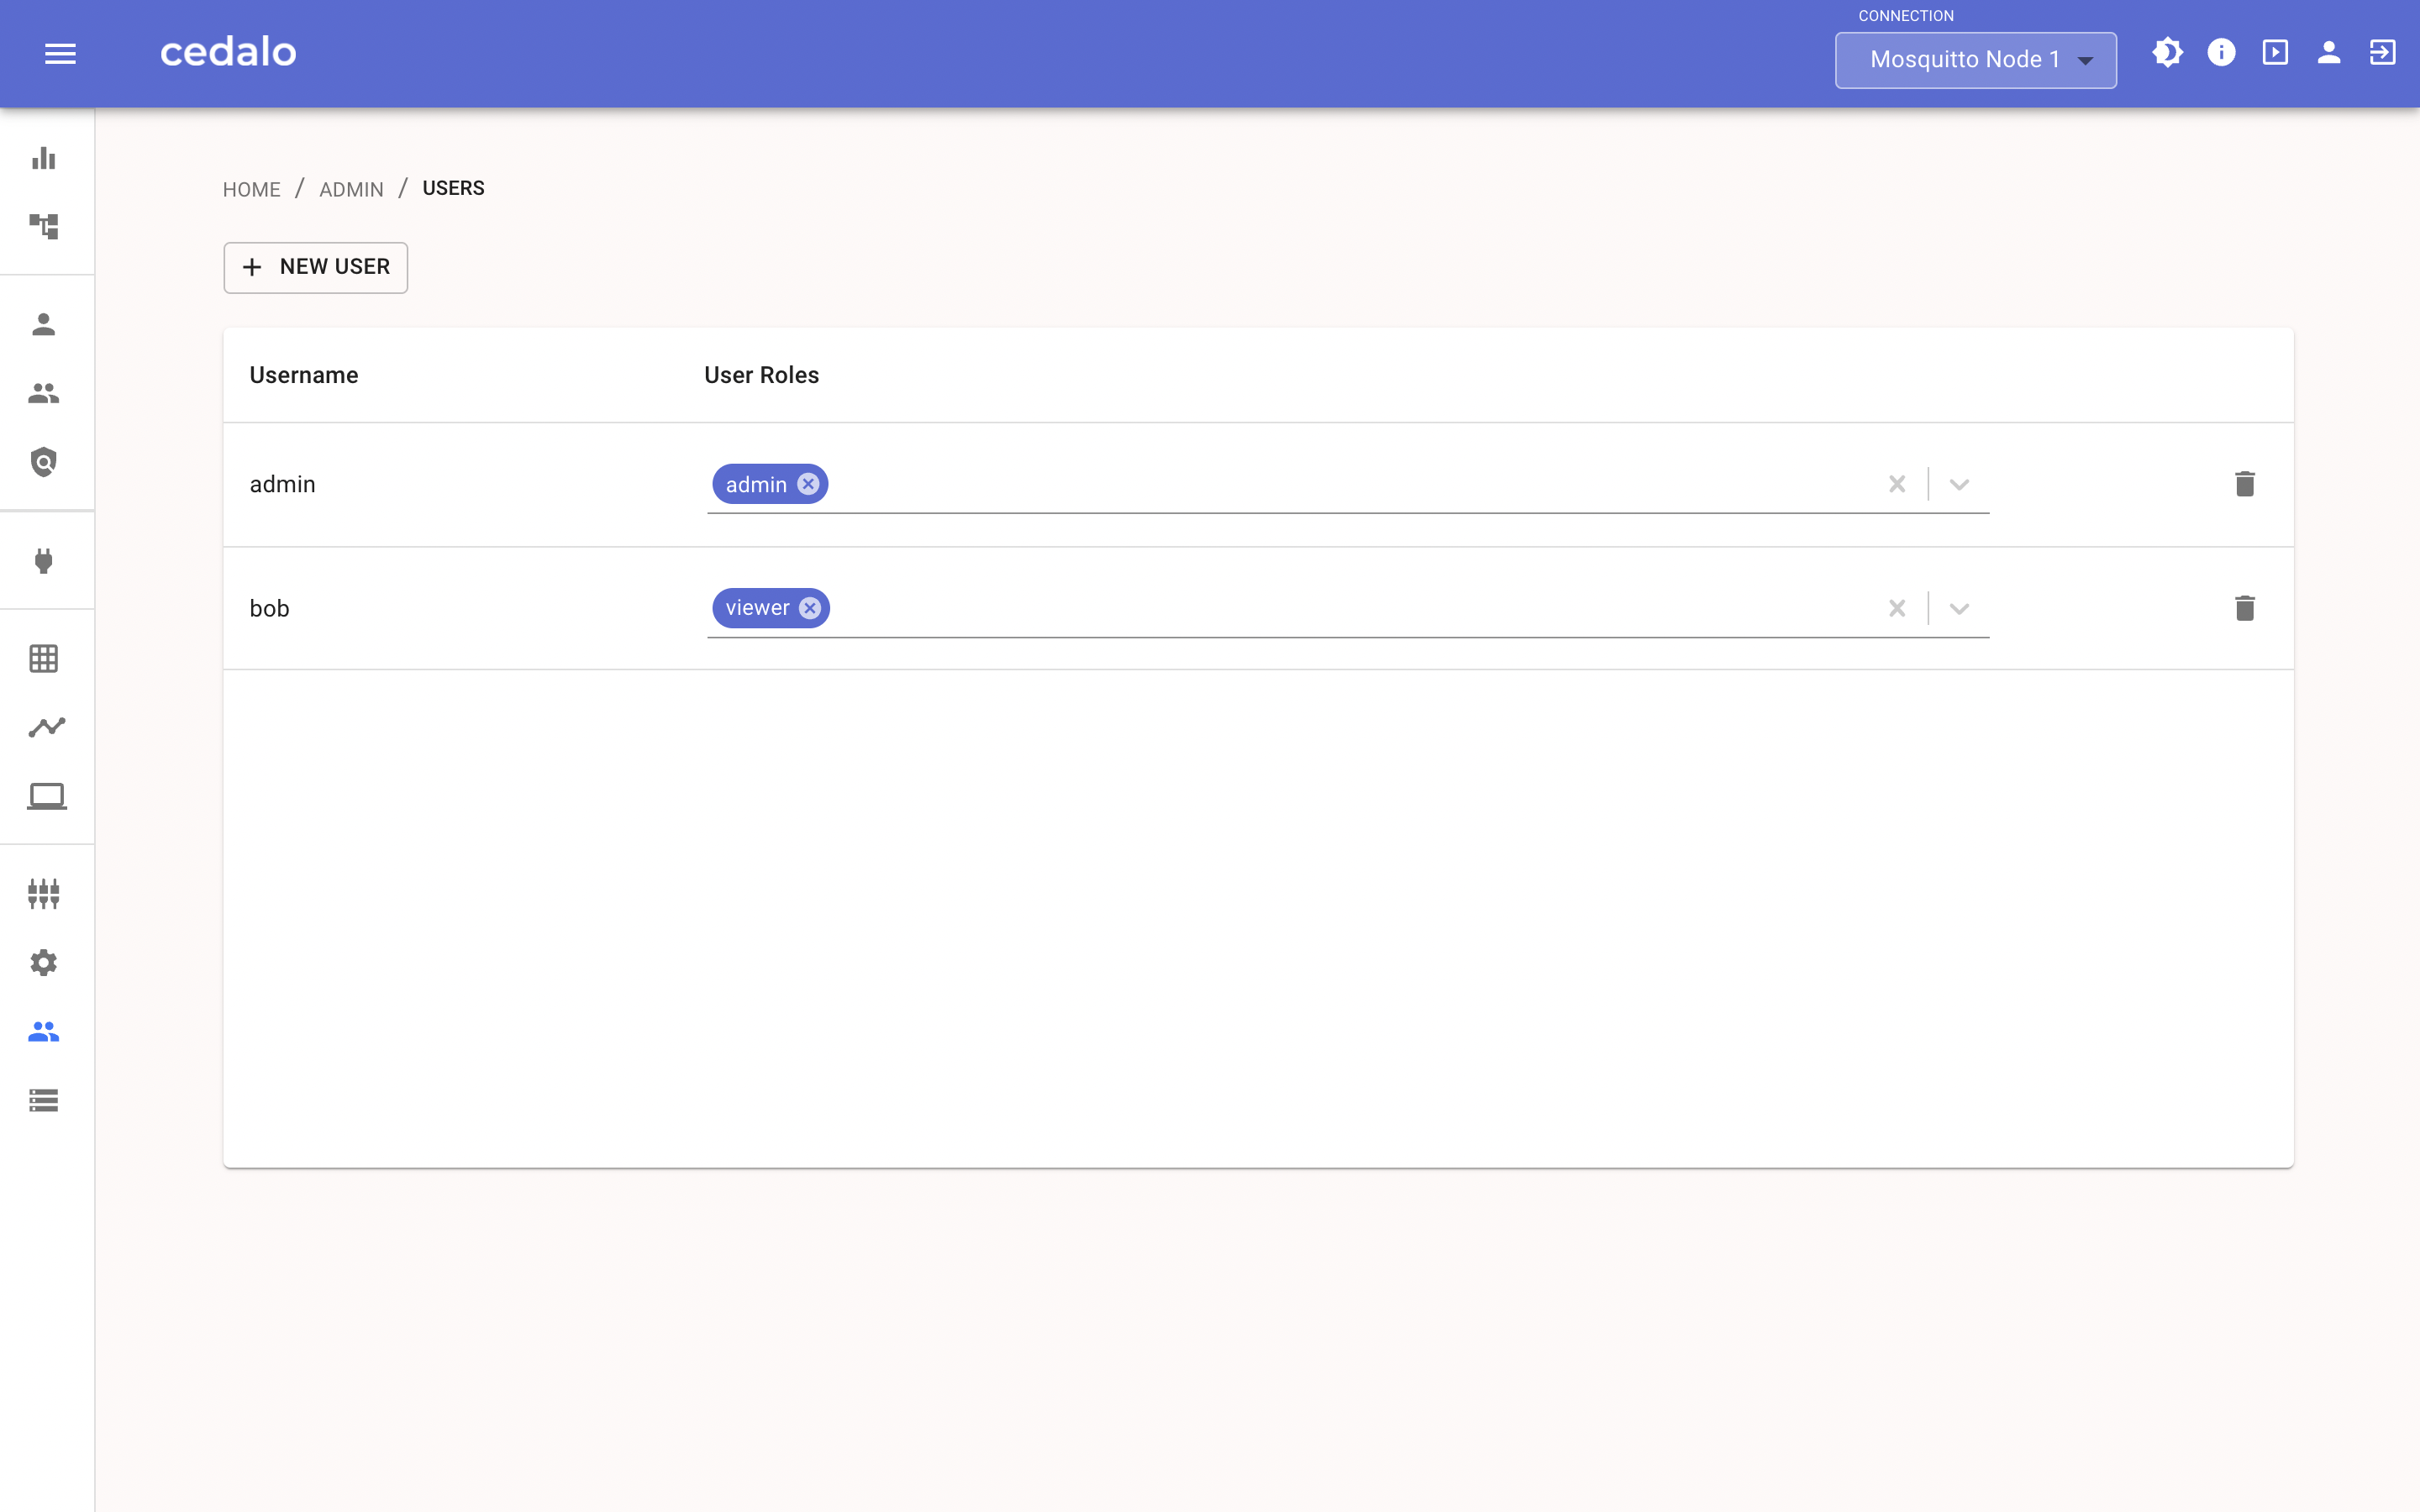 CONNECTION
cedalo
Mosquitto Node 1
HOME / ADMIN / USERS
+ NEW USER
Username User Roles
admin admin
bob viewer